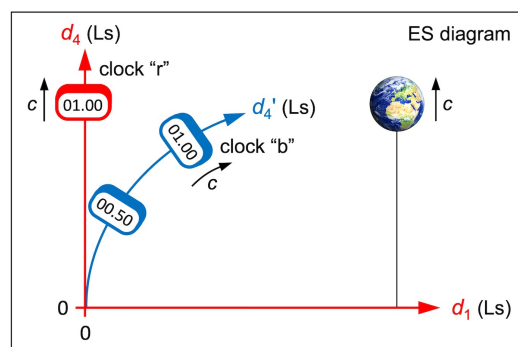 d₄ (Ls)
ES diagram
clock “r”
c
01.00
d₄' (Ls)
c
01.00
clock “b”
c
00.50
0
d₁ (Ls)
0